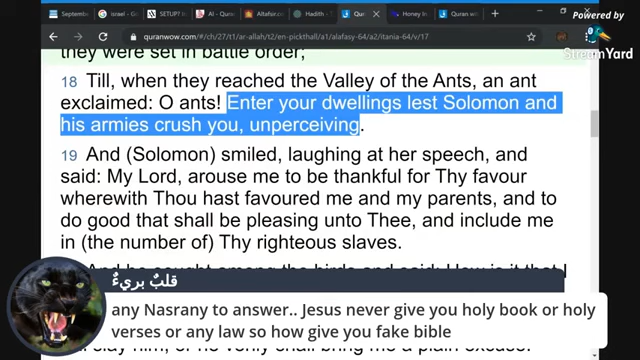 Septemb
israel - G
SETUP?
AI - Qura
Altafsir.co
Hadith - T
Qu
Honey in
Quran w
Powered by
quranwow.com/#/ch/27/t1/ar-allah/t2/en-pickthall/a1/alafasy-64/a2/itania-64/v/17
StreamYard
they were set in battle order;
18 Till, when they reached the Valley of the Ants, an ant
exclaimed: O ants! Enter your dwellings lest Solomon and
his armies crush you, unperceiving.
19 And (Solomon) smiled, laughing at her speech, and
said: My Lord, arouse me to be thankful for Thy favour
wherewith Thou hast favoured me and my parents, and to
do good that shall be pleasing unto Thee, and include me
in (the number of) Thy righteous slaves.
قلبٌ بريءٌ
any Nasrany to answer.. Jesus never give you holy book or holy
verses or any law so how give you fake bible